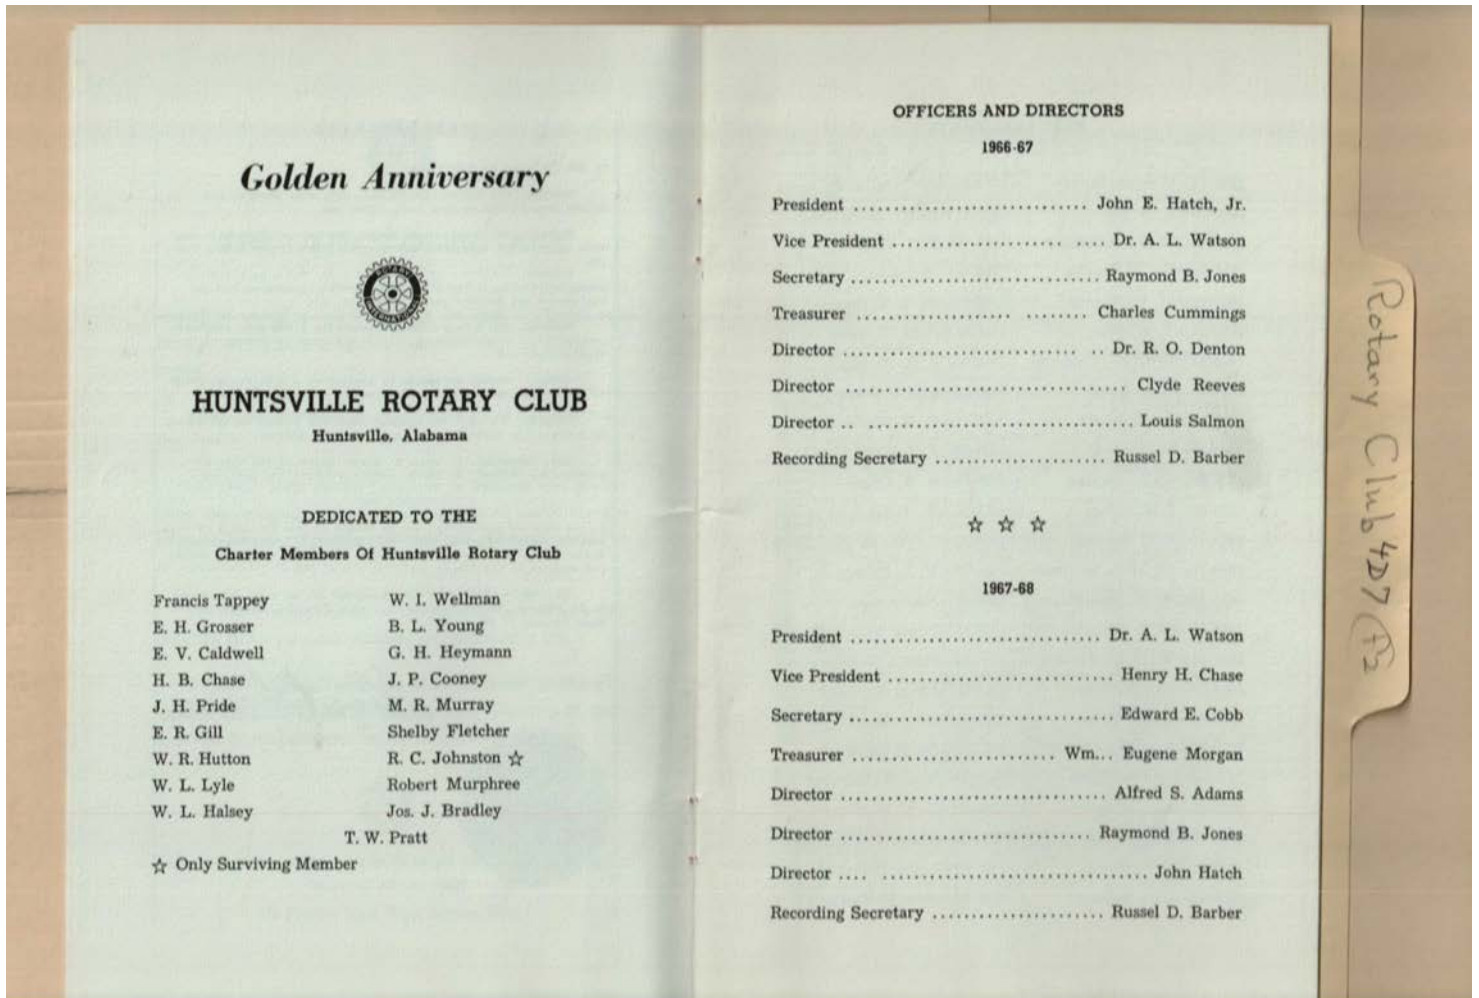 Golden Anniversary
ROTARY
INTERNATIONAL
HUNTSVILLE ROTARY CLUB
Huntsville, Alabama
DEDICATED TO THE
Charter Members Of Huntsville Rotary Club
Francis Tappey
E. H. Grosser
E. V. Caldwell
H. B. Chase
J. H. Pride
E. R. Gill
W. R. Hutton
W. L. Lyle
W. L. Halsey
W. I. Wellman
B. L. Young
G. H. Heymann
J. P. Cooney
M. R. Murray
Shelby Fletcher
R. C. Johnston ☆
Robert Murphree
Jos. J. Bradley
T. W. Pratt
☆ Only Surviving Member
OFFICERS AND DIRECTORS
1966-67
President ............................. John E. Hatch, Jr.
Vice President ..................... .... Dr. A. L. Watson
Secretary ............................... Raymond B. Jones
Treasurer ................... ........ Charles Cummings
Director ............................. .. Dr. R. O. Denton
Director ................................... Clyde Reeves
Director .. ................................. Louis Salmon
Recording Secretary ..................... Russel D. Barber
☆ ☆ ☆
1967-68
President ............................... Dr. A. L. Watson
Vice President ............................ Henry H. Chase
Secretary ................................. Edward E. Cobb
Treasurer ......................... Wm... Eugene Morgan
Director ................................. Alfred S. Adams
Director .............................. Raymond B. Jones
Director .... ................................. John Hatch
Recording Secretary ..................... Russel D. Barber
Rotary Club 4D7 (F2